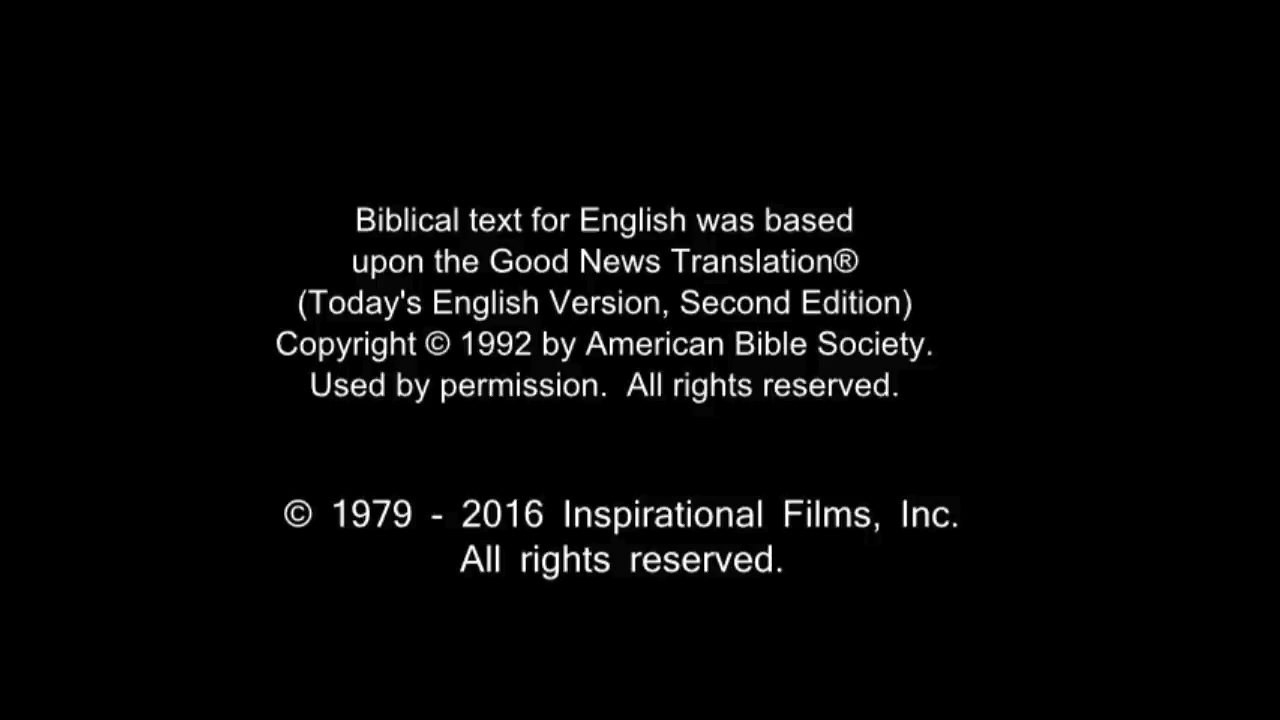 Biblical text for English was based
upon the Good News Translation®
(Today's English Version, Second Edition)
Copyright © 1992 by American Bible Society.
Used by permission.  All rights reserved.
© 1979 - 2016 Inspirational Films, Inc.
All rights reserved.